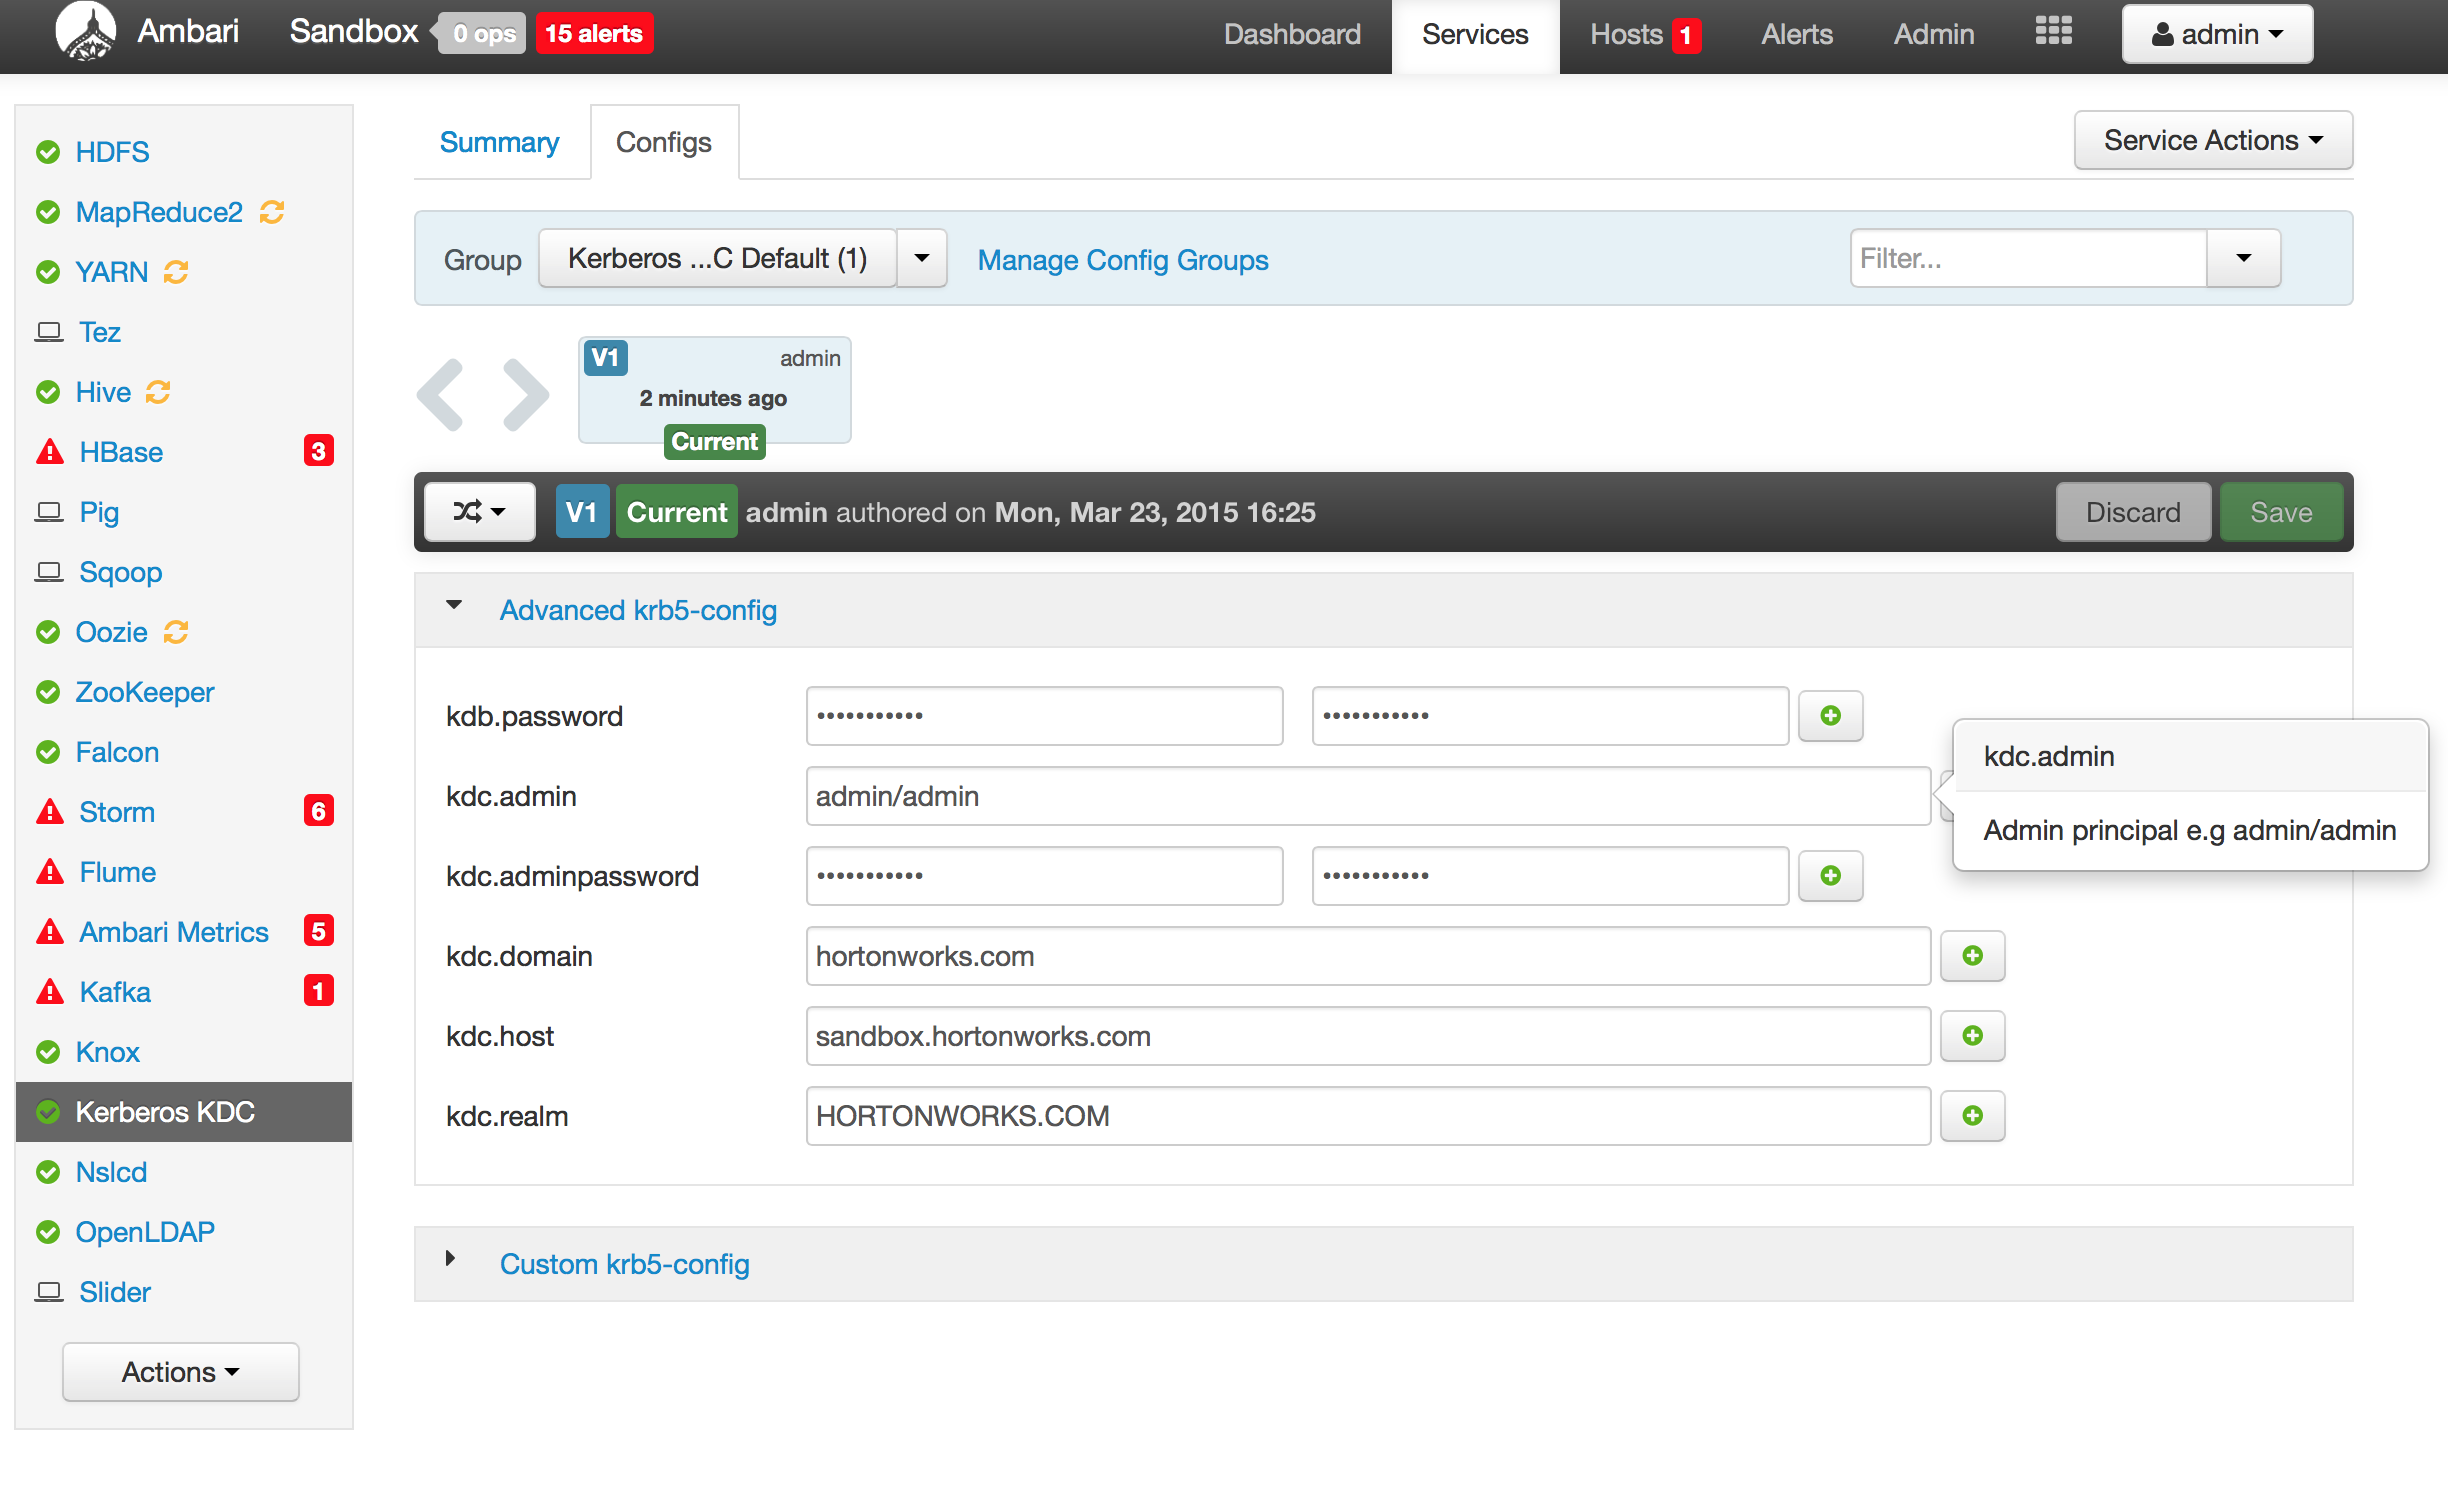 Ambari Sandbox 0 ops 15 alerts Dashboard Services Hosts 1 Alerts Admin admin
HDFS
MapReduce2
YARN
Tez
Hive
HBase 3
Pig
Sqoop
Oozie
ZooKeeper
Falcon
Storm 6
Flume
Ambari Metrics 5
Kafka 1
Knox
Kerberos KDC
Nslcd
OpenLDAP
Slider
Actions
Summary Configs Service Actions
Group Kerberos ...C Default (1) Manage Config Groups Filter...
V1 admin
2 minutes ago
Current
V1 Current admin authored on Mon, Mar 23, 2015 16:25 Discard Save
Advanced krb5-config
kdb.password ••••••••••• •••••••••••
kdc.admin admin/admin
kdc.admin
Admin principal e.g admin/admin
kdc.adminpassword ••••••••••• •••••••••••
kdc.domain hortonworks.com
kdc.host sandbox.hortonworks.com
kdc.realm HORTONWORKS.COM
Custom krb5-config